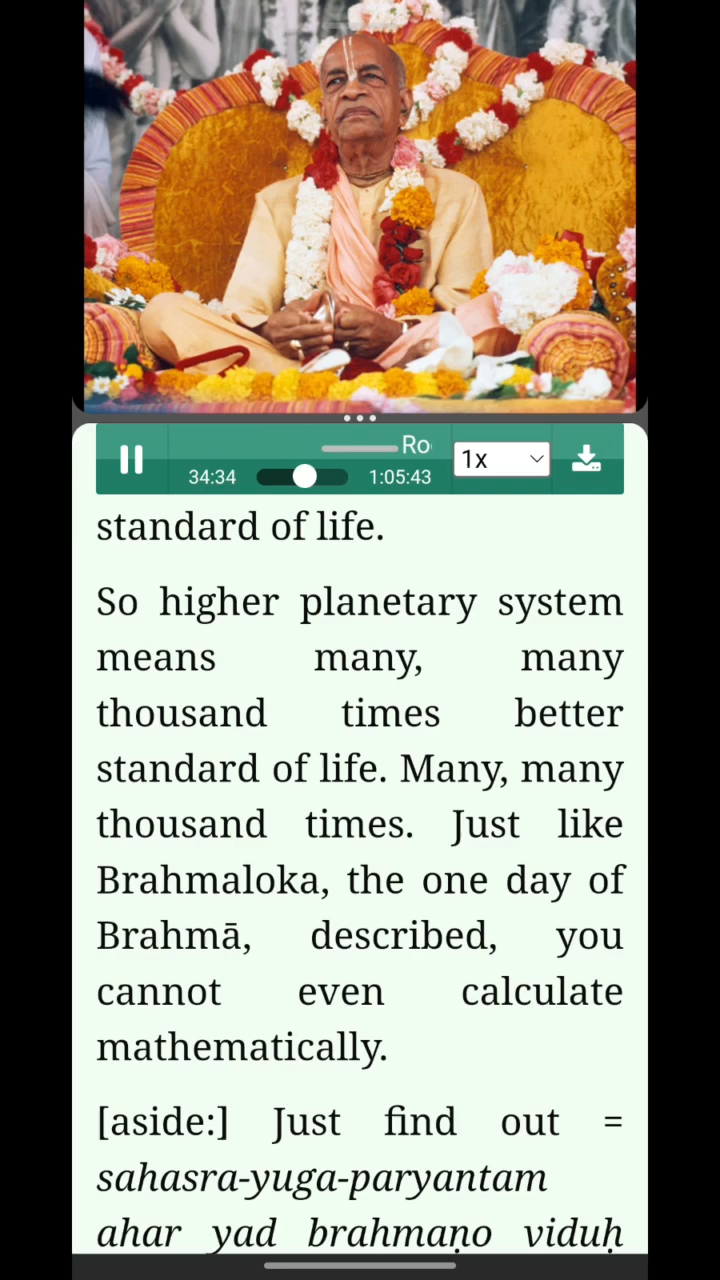 Ro
34:34
1:05:43
1x
standard of life.
So higher planetary system
means many, many
thousand times better
standard of life. Many, many
thousand times. Just like
Brahmaloka, the one day of
Brahmā, described, you
cannot even calculate
mathematically.
[aside:] Just find out =
sahasra-yuga-paryantam
ahar yad brahmaṇo viduḥ